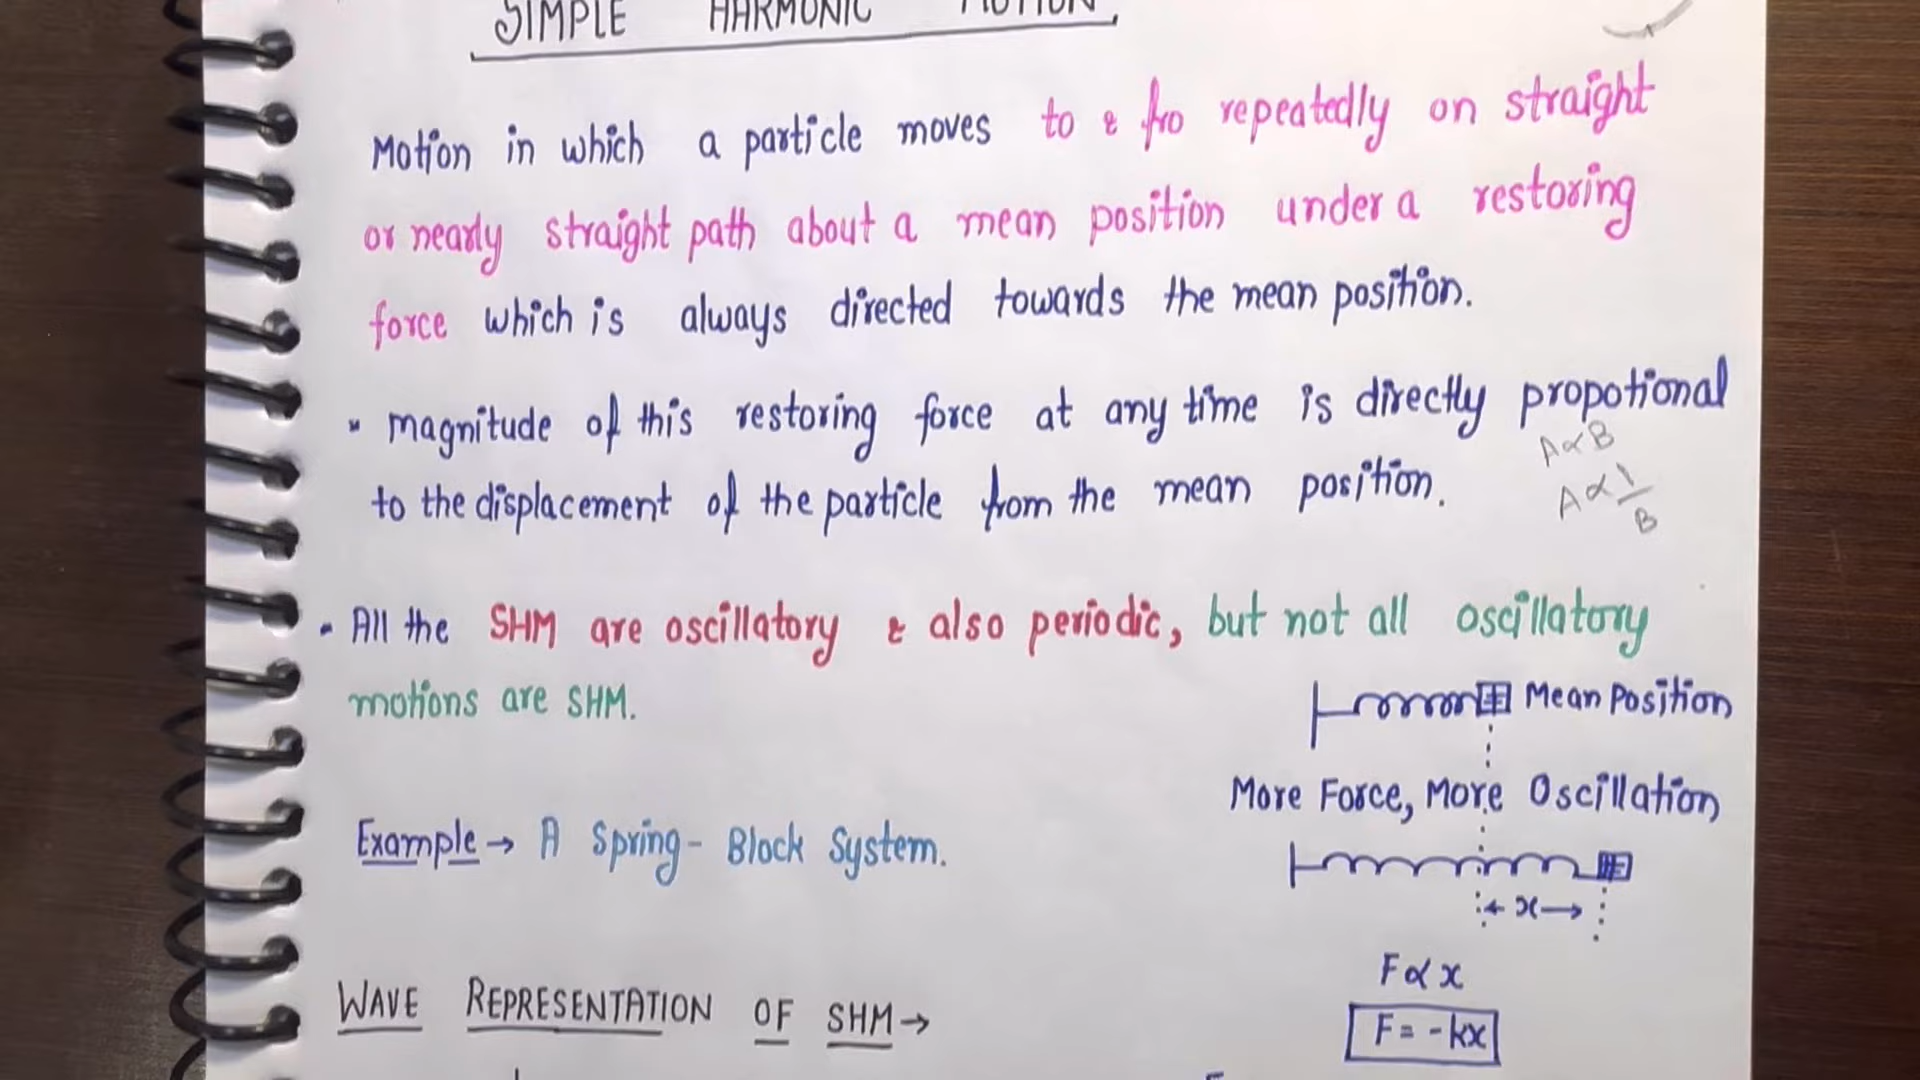 SIMPLE HARMONIC MOTION
Motion in which a particle moves to & fro repeatedly on straight
or nearly straight path about a mean position under a restoring
force which is always directed towards the mean position.
magnitude of this restoring force at any time is directly propotional
A∝B
to the displacement of the particle from the mean position.
A∝1/B
- All the SHM are oscillatory & also periodic, but not all oscillatory
motions are SHM.
Mean Position
More Force, More Oscillation
Example → A Spring-Block System.
x
F∝x
WAVE REPRESENTATION OF SHM→
F=-kx